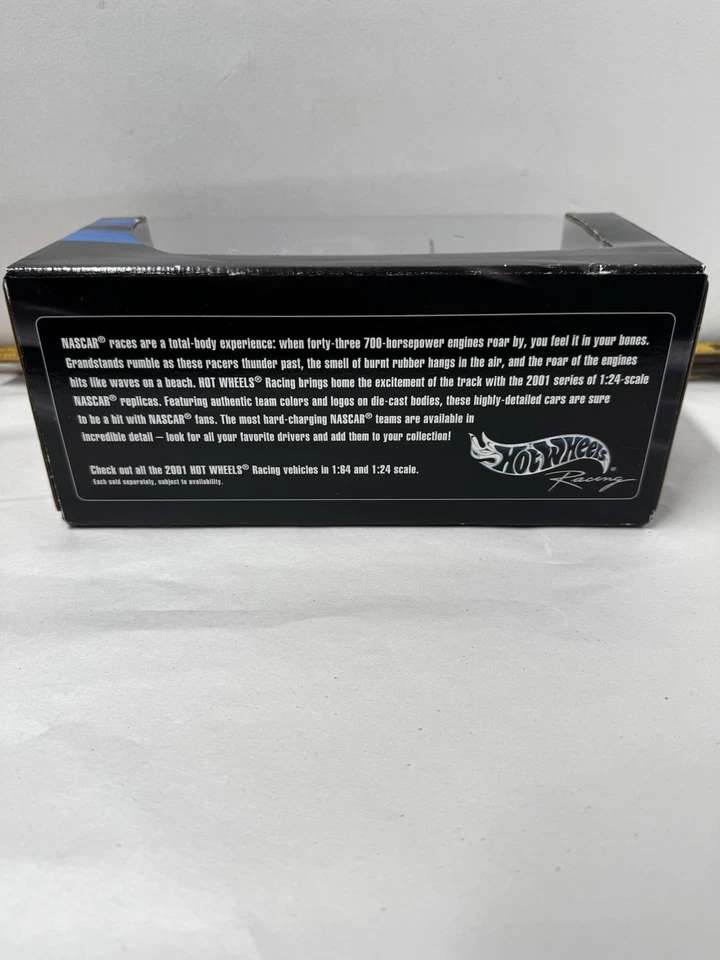 NASCAR® races are a total-body experience: when forty-three 700-horsepower engines roar by, you feel it in your bones.
Grandstands rumble as these racers thunder past, the smell of burnt rubber hangs in the air, and the roar of the engines
hits like waves on a beach. HOT WHEELS® Racing brings home the excitement of the track with the 2001 series of 1:24-scale
NASCAR® replicas. Featuring authentic team colors and logos on die-cast bodies, these highly-detailed cars are sure
to be a hit with NASCAR® fans. The most hard-charging NASCAR® teams are available in
incredible detail – look for all your favorite drivers and add them to your collection!
Check out all the 2001 HOT WHEELS® Racing vehicles in 1:64 and 1:24 scale.
Each sold separately, subject to availability.
HOT WHEELS®
Racing